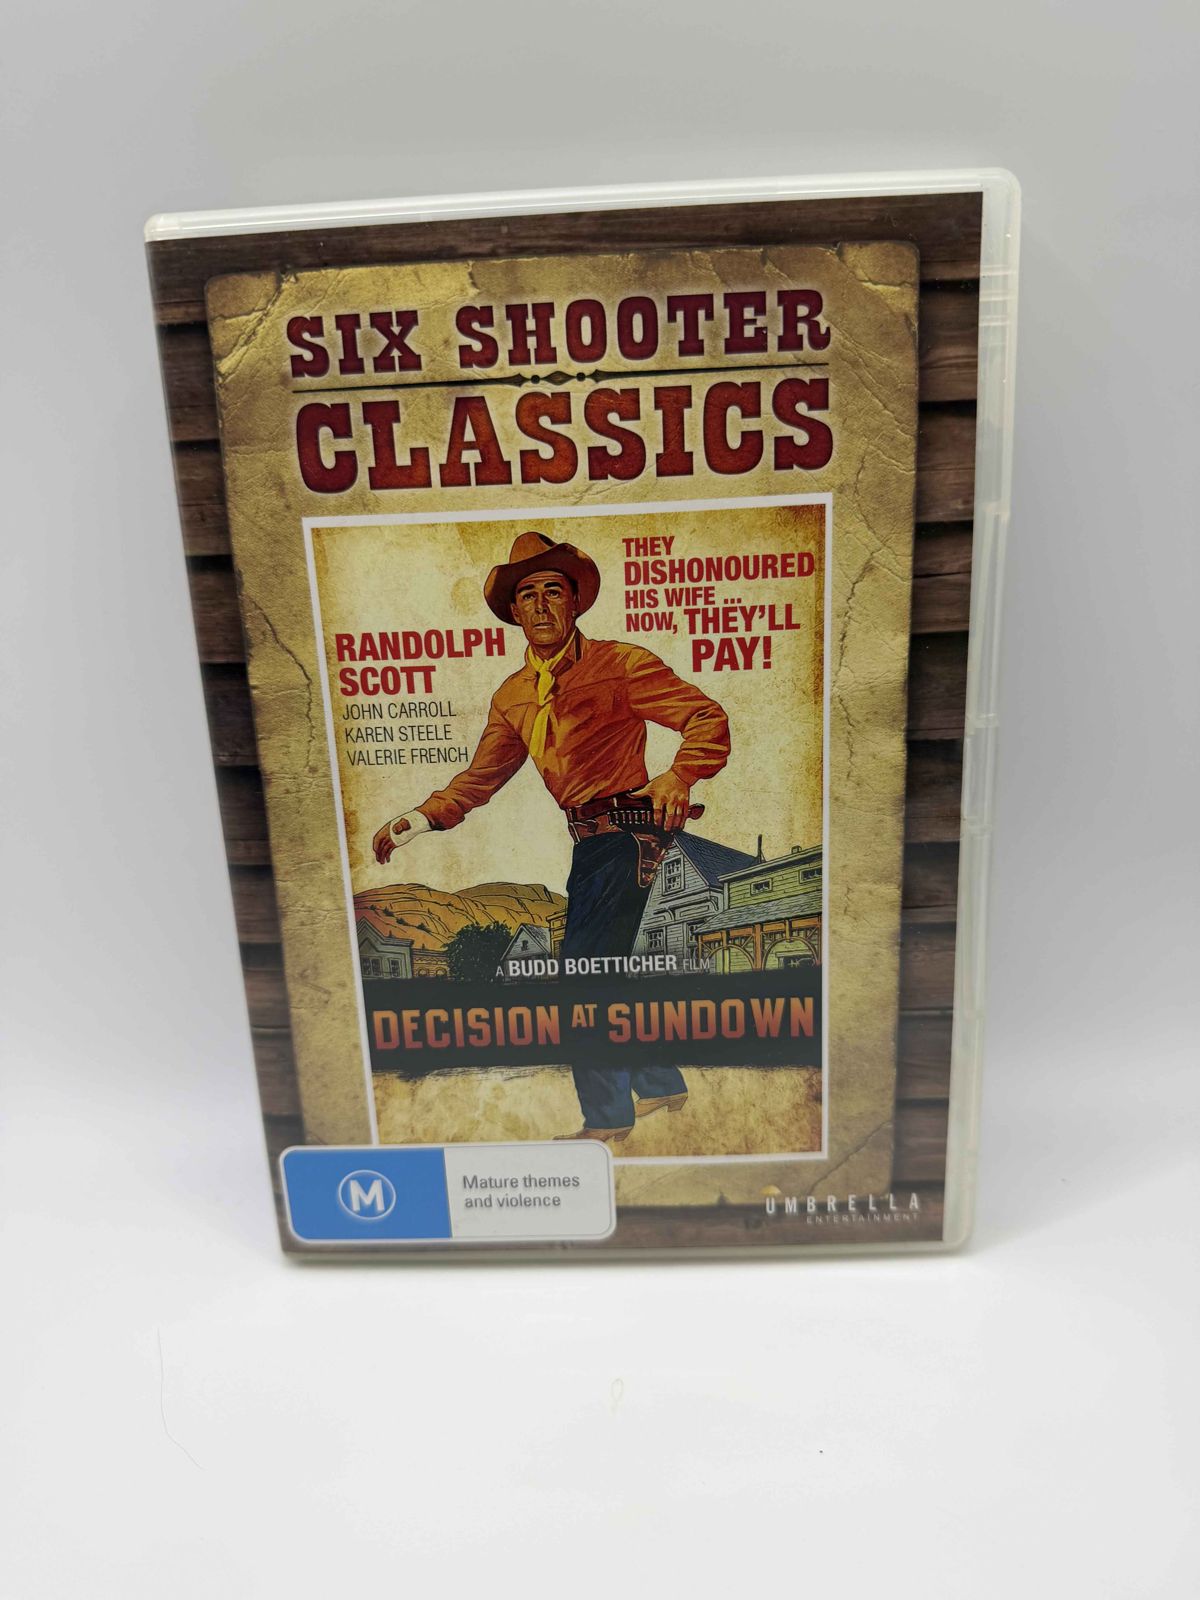 SIX SHOOTER
CLASSICS
THEY
DISHONOURED
HIS WIFE ...
NOW, THEY'LL
PAY!
RANDOLPH
SCOTT
JOHN CARROLL
KAREN STEELE
VALERIE FRENCH
A BUDD BOETTICHER FILM
DECISION AT SUNDOWN
M
Mature themes
and violence
UMBRELLA
ENTERTAINMENT